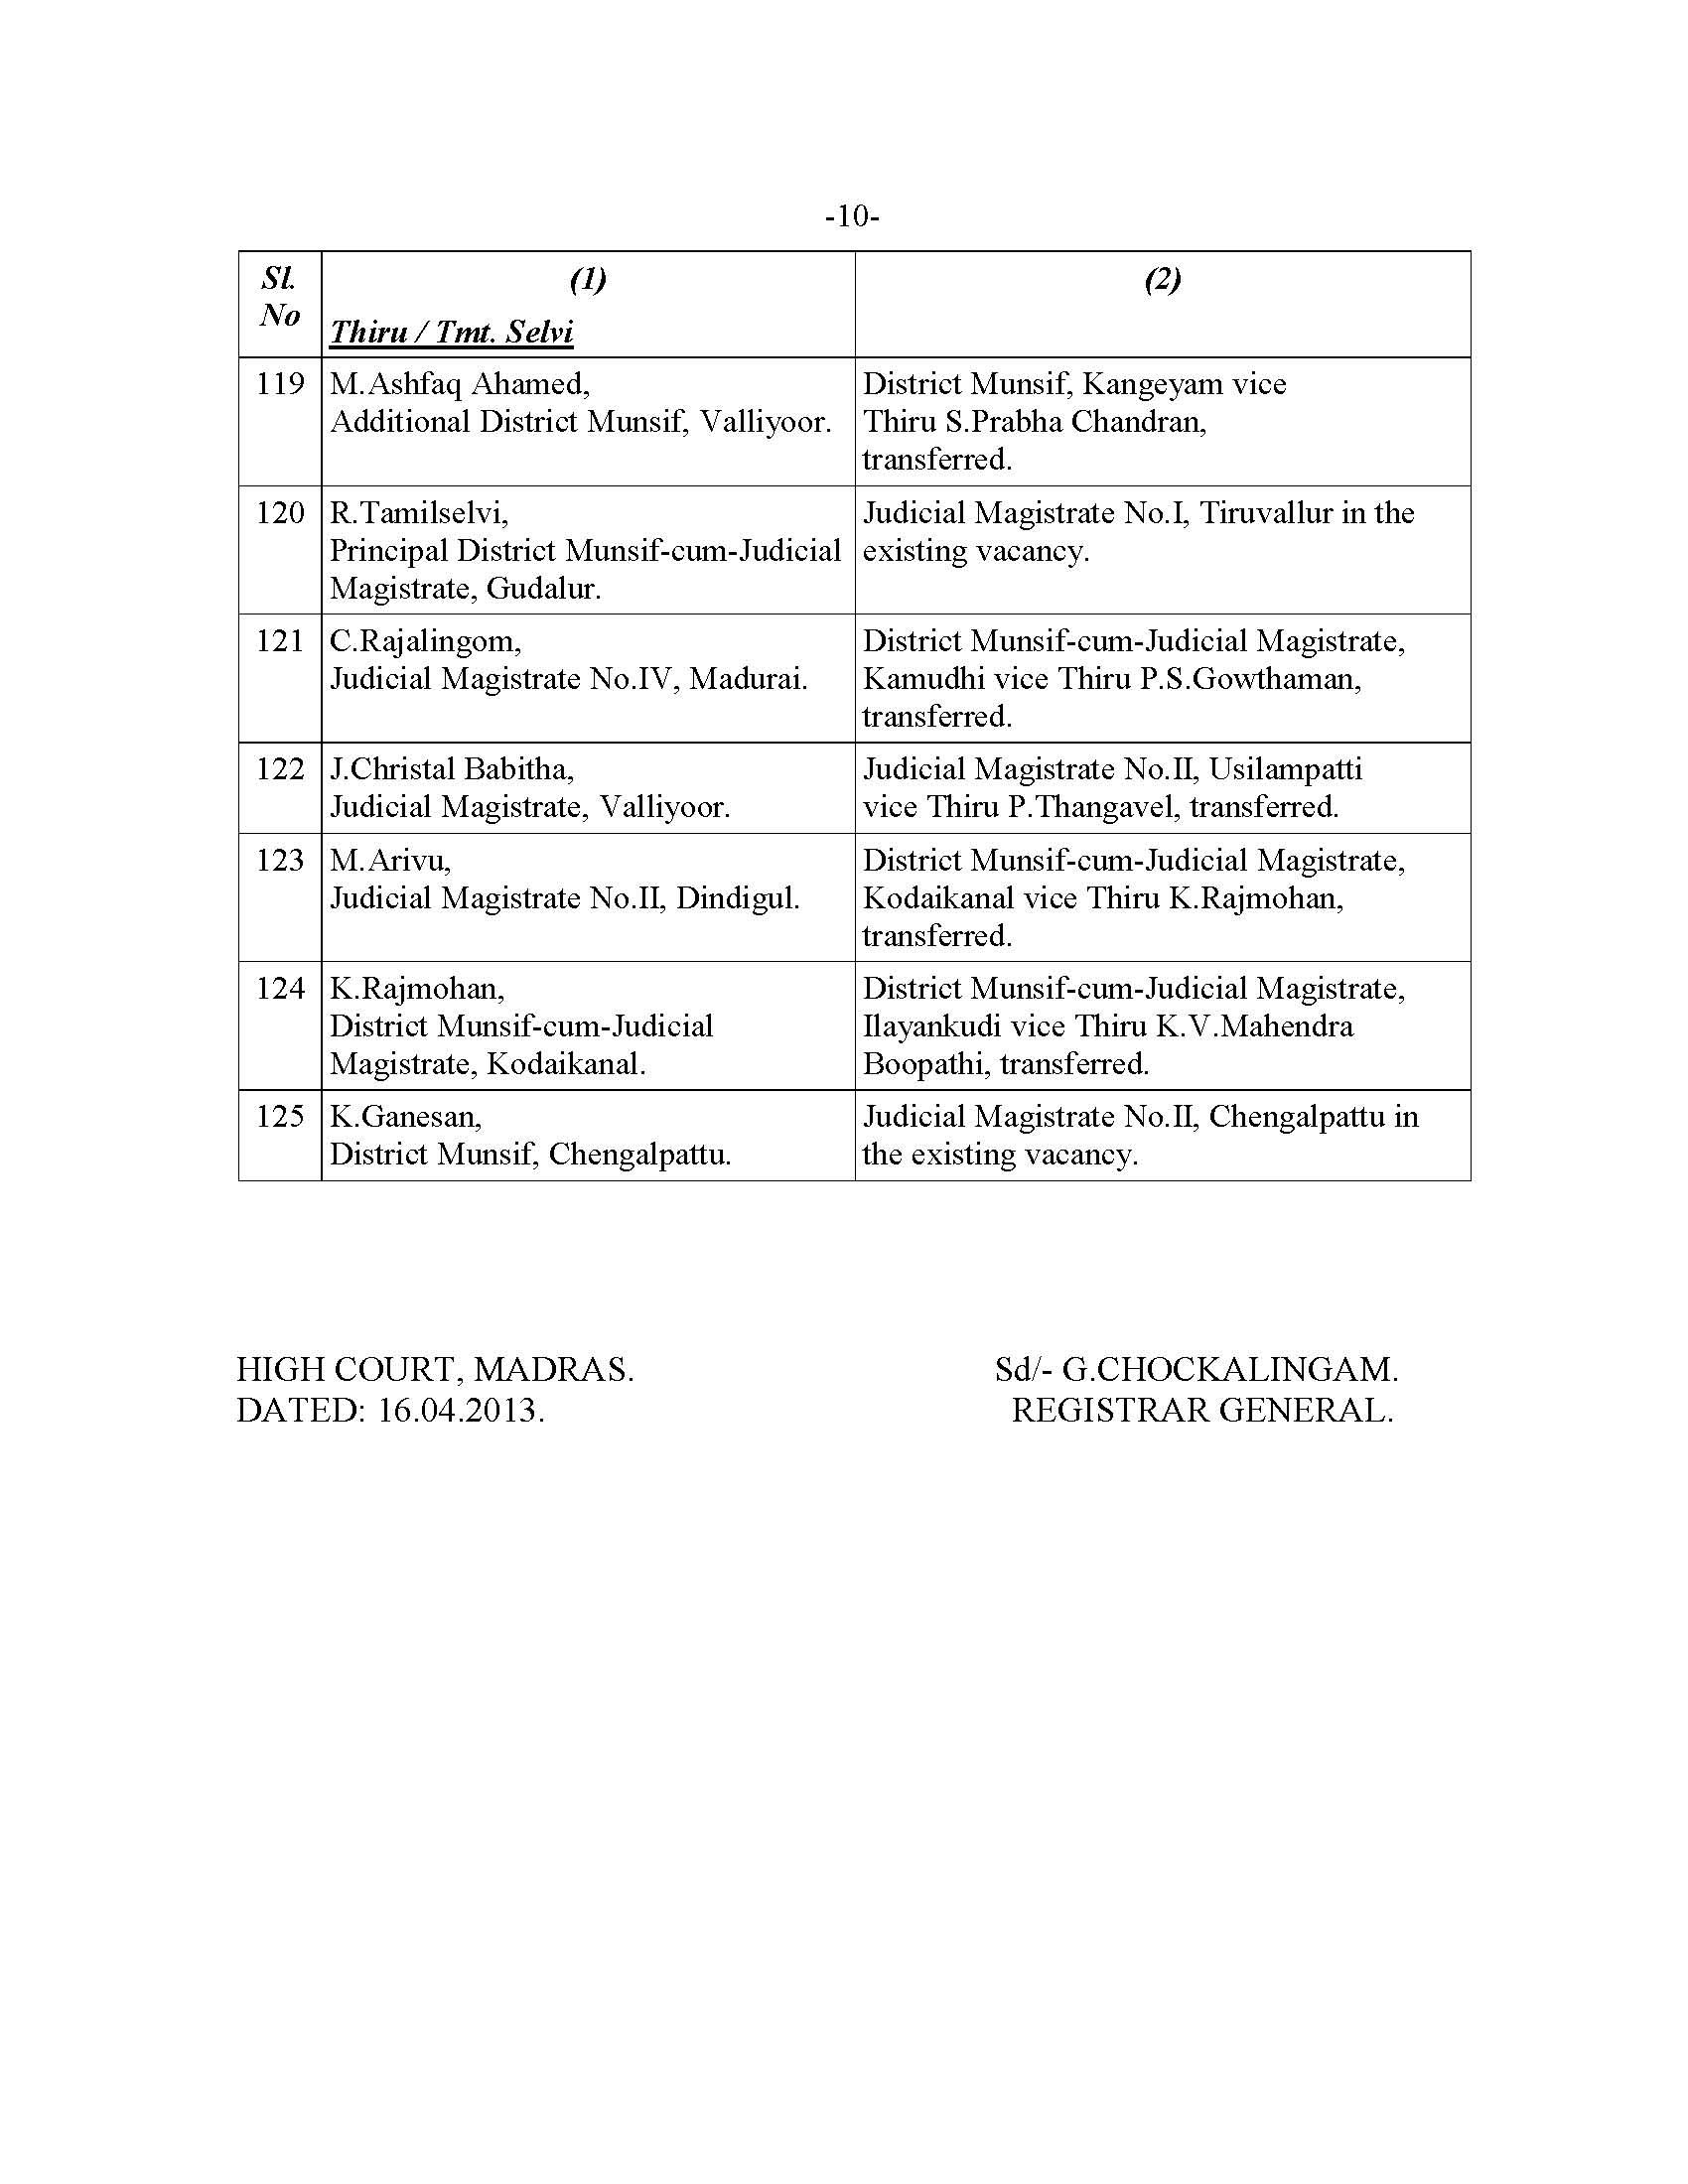 -10-
Sl. No
(1)
Thiru / Tmt. Selvi
(2)
119
M.Ashfaq Ahamed,
Additional District Munsif, Valliyoor.
District Munsif, Kangeyam vice
Thiru S.Prabha Chandran,
transferred.
120
R.Tamilselvi,
Principal District Munsif-cum-Judicial
Magistrate, Gudalur.
Judicial Magistrate No.I, Tiruvallur in the
existing vacancy.
121
C.Rajalingom,
Judicial Magistrate No.IV, Madurai.
District Munsif-cum-Judicial Magistrate,
Kamudhi vice Thiru P.S.Gowthaman,
transferred.
122
J.Christal Babitha,
Judicial Magistrate, Valliyoor.
Judicial Magistrate No.II, Usilampatti
vice Thiru P.Thangavel, transferred.
123
M.Arivu,
Judicial Magistrate No.II, Dindigul.
District Munsif-cum-Judicial Magistrate,
Kodaikanal vice Thiru K.Rajmohan,
transferred.
124
K.Rajmohan,
District Munsif-cum-Judicial
Magistrate, Kodaikanal.
District Munsif-cum-Judicial Magistrate,
Ilayankudi vice Thiru K.V.Mahendra
Boopathi, transferred.
125
K.Ganesan,
District Munsif, Chengalpattu.
Judicial Magistrate No.II, Chengalpattu in
the existing vacancy.
HIGH COURT, MADRAS.
DATED: 16.04.2013.
Sd/- G.CHOCKALINGAM.
REGISTRAR GENERAL.